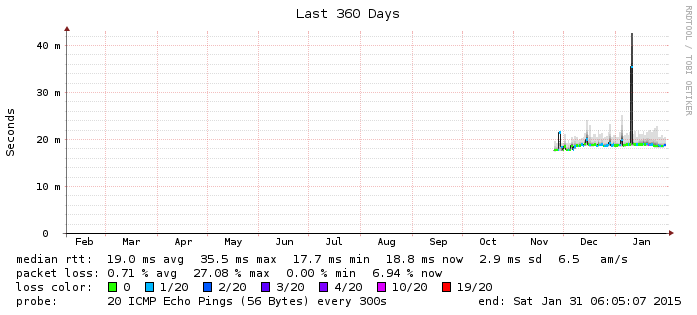 Last 360 Days
RRDTOOL / TOBI OETIKER
Seconds
40 m
30 m
20 m
10 m
0
Feb Mar Apr May Jun Jul Aug Sep Oct Nov Dec Jan
median rtt: 19.0 ms avg 35.5 ms max 17.7 ms min 18.8 ms now 2.9 ms sd 6.5 am/s
packet loss: 0.71 % avg 27.08 % max 0.00 % min 6.94 % now
loss color: 0 1/20 2/20 3/20 4/20 10/20 19/20
probe: 20 ICMP Echo Pings (56 Bytes) every 300s end: Sat Jan 31 06:05:07 2015